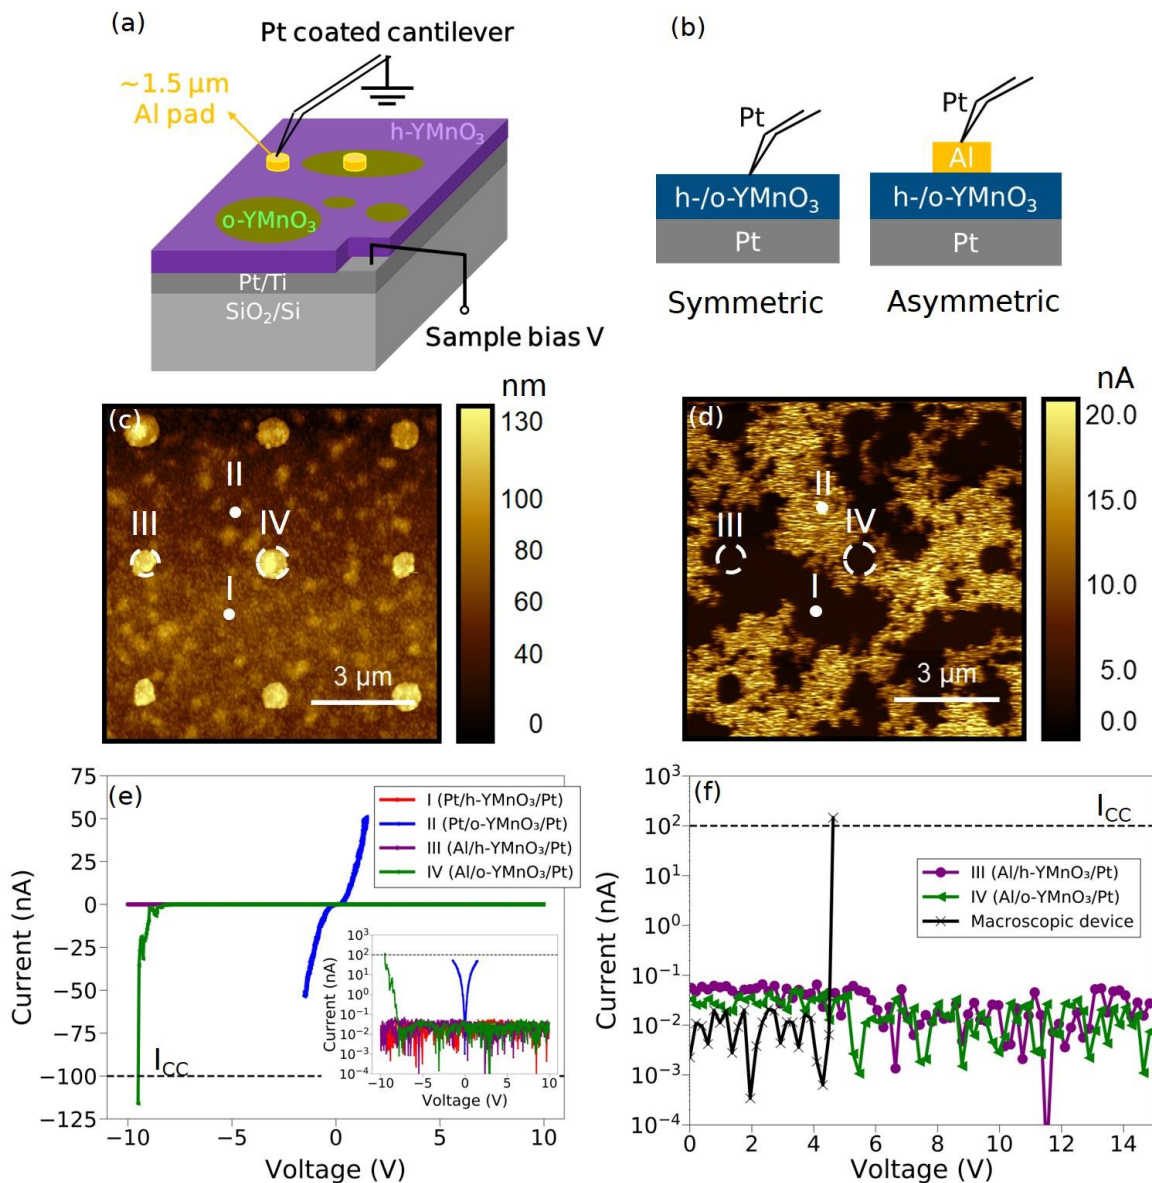 (a)
Pt coated cantilever
~1.5 μm
Al pad
h-YMnO₃
o-YMnO₃
Pt/Ti
SiO₂/Si
Sample bias V
(b)
Pt
h-/o-YMnO₃
Pt
Symmetric
Pt
Al
h-/o-YMnO₃
Pt
Asymmetric
(c)
II
III
IV
I
3 μm
nm
130
100
80
60
40
0
(d)
II
III
IV
I
3 μm
nA
20.0
15.0
10.0
5.0
0.0
(e)
Current (nA)
75
50
25
0
−25
−50
−75
−100
−125
I (Pt/h-YMnO₃/Pt)
II (Pt/o-YMnO₃/Pt)
III (Al/h-YMnO₃/Pt)
IV (Al/o-YMnO₃/Pt)
I_CC
Current (nA)
10³
10²
10¹
10⁰
10⁻¹
10⁻²
10⁻³
10⁻⁴
−10 −5 0 5 10
Voltage (V)
−10 −5 0 5 10
Voltage (V)
(f)
Current (nA)
10³
10²
10¹
10⁰
10⁻¹
10⁻²
10⁻³
10⁻⁴
I_CC
III (Al/h-YMnO₃/Pt)
IV (Al/o-YMnO₃/Pt)
Macroscopic device
0 2 4 6 8 10 12 14
Voltage (V)